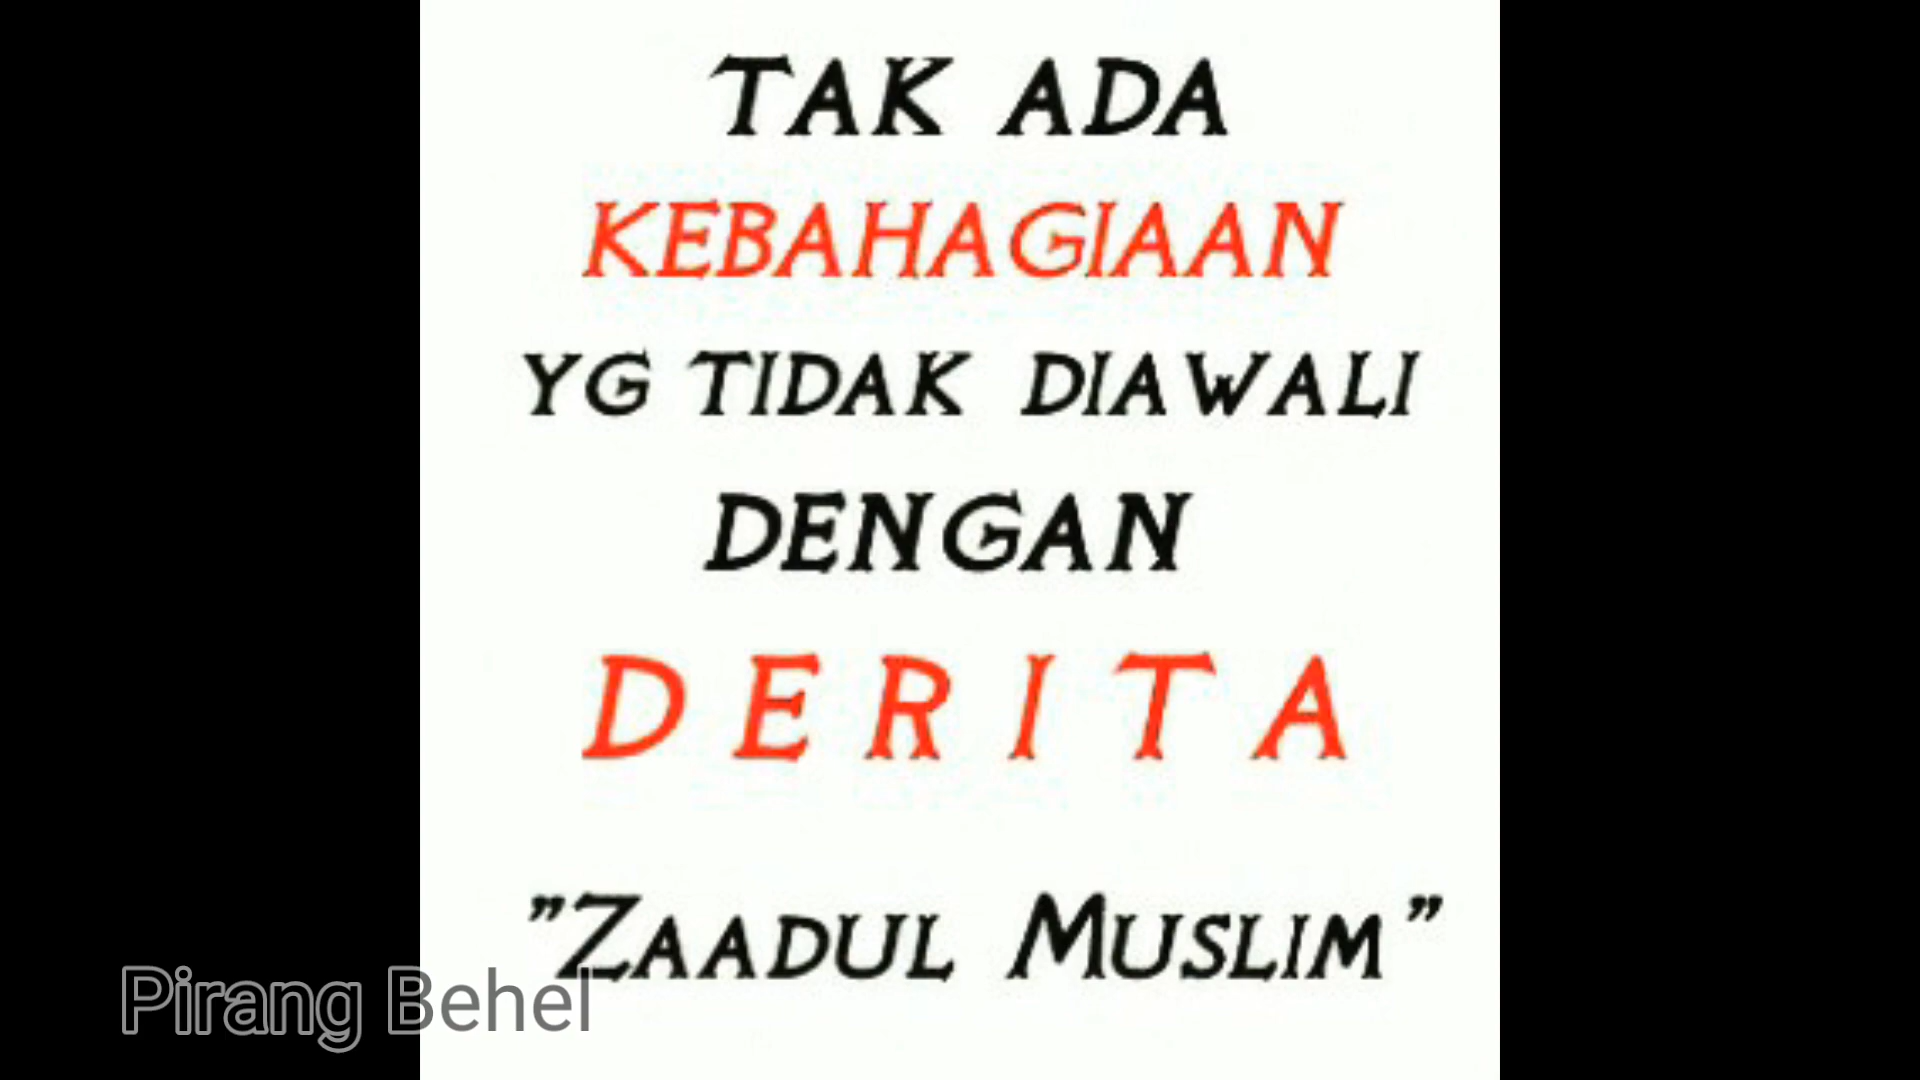 TAK ADA
KEBAHAGIAAN
YG TIDAK DIAWALI
DENGAN
DERITA
"ZAADUL MUSLIM"
Pirang Behel